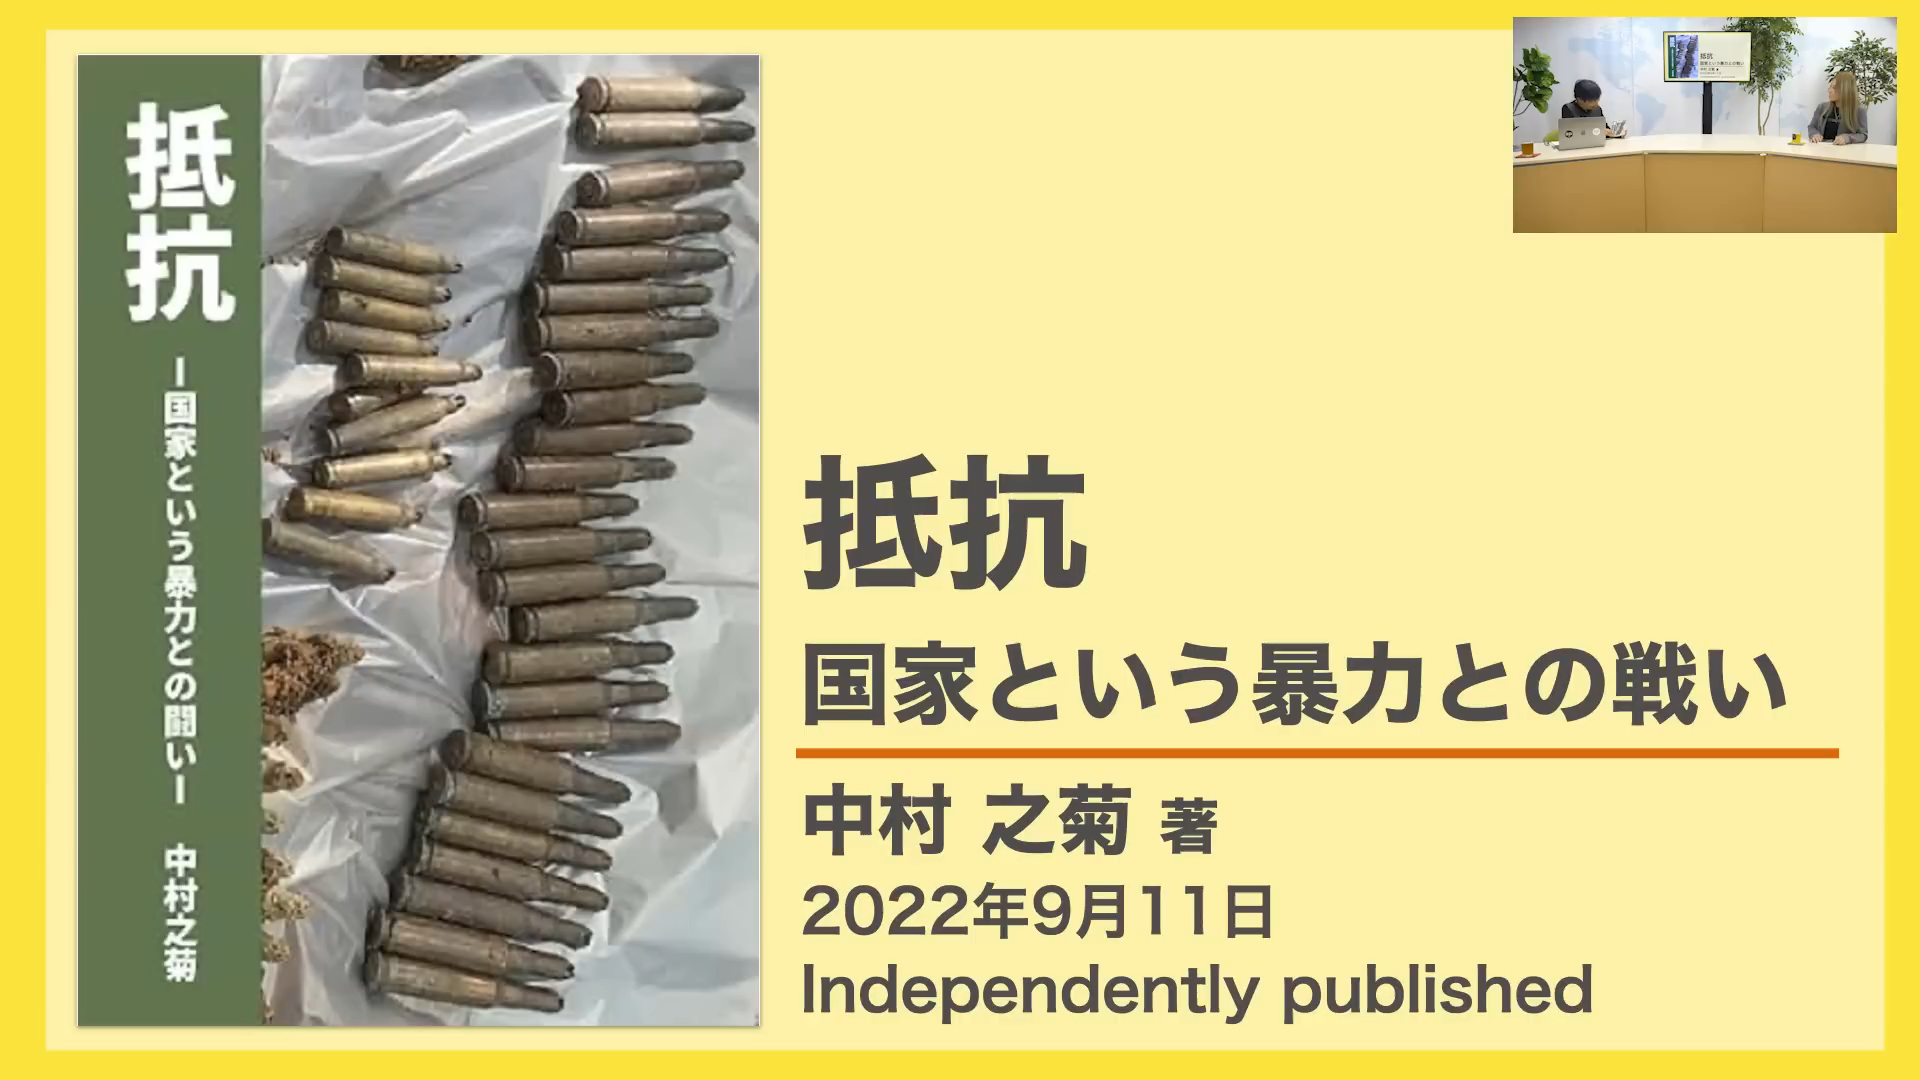 抵抗
ー国家という暴力との闘いー 中村之菊
抵抗
国家という暴力との戦い
中村 之菊 著
2022年9月11日
Independently published